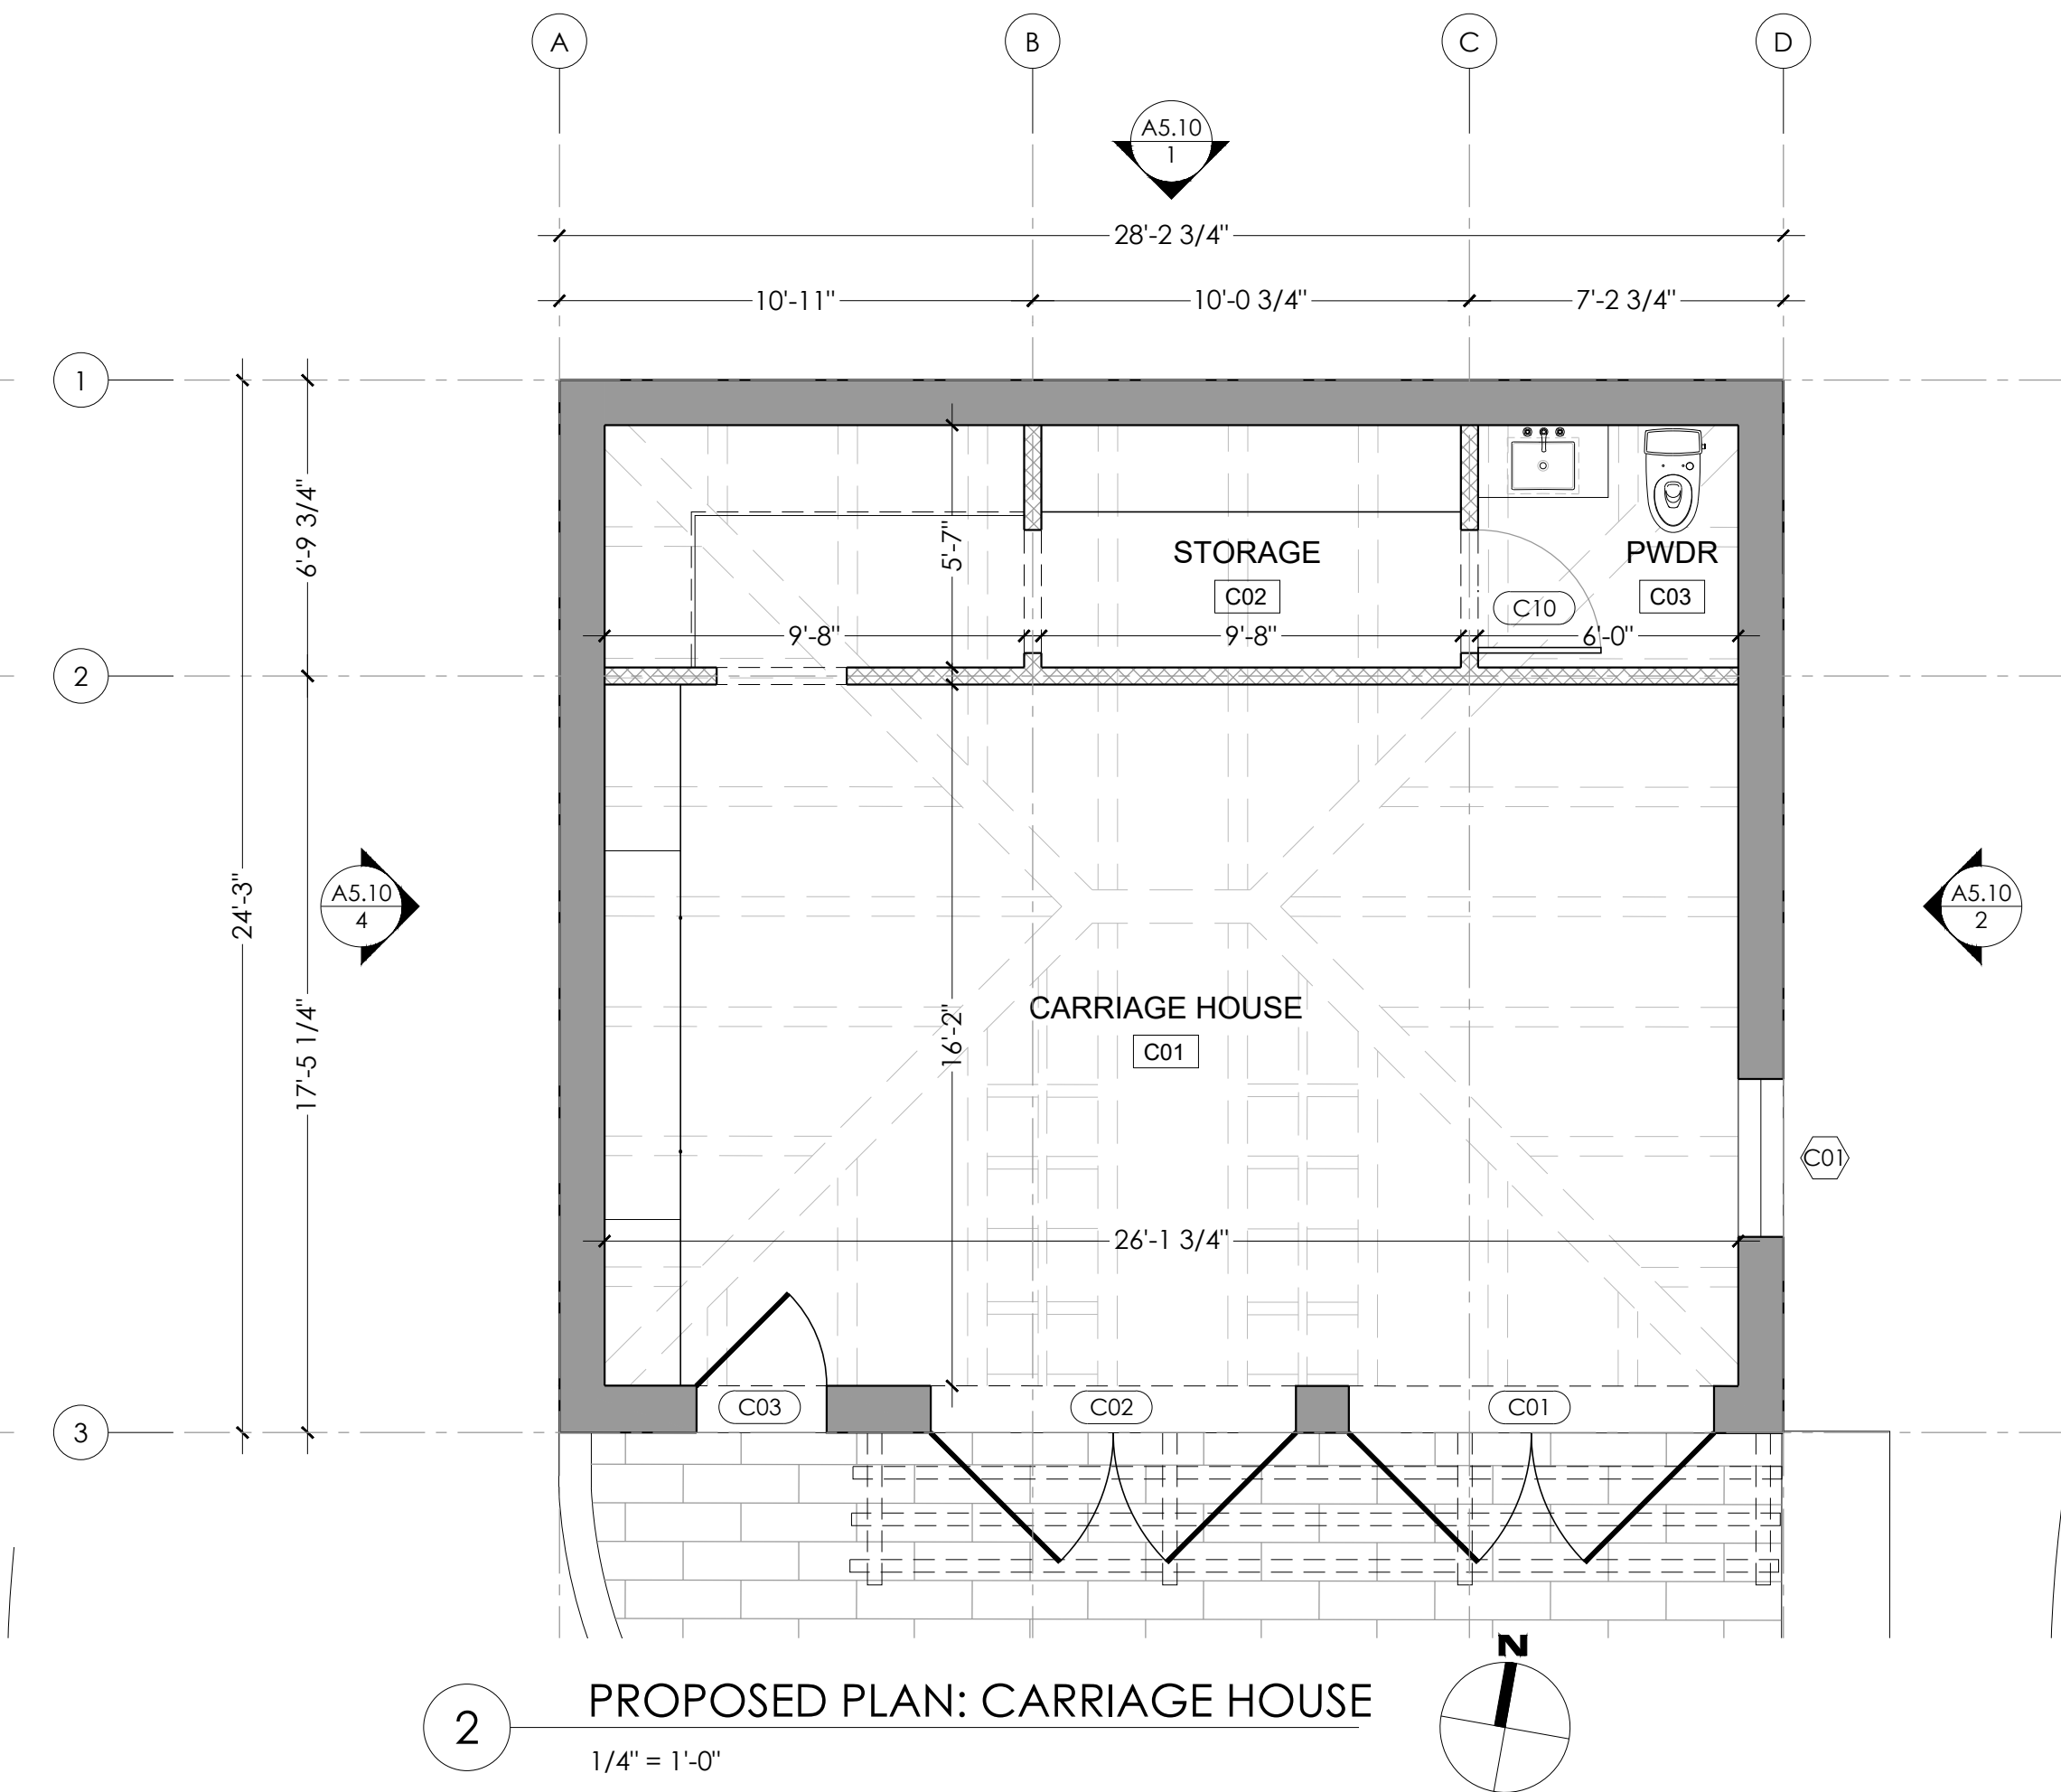 A B C D
A5.10
1
28'-2 3/4"
10'-11" 10'-0 3/4" 7'-2 3/4"
1
6'-9 3/4"
5'-7"
STORAGE
C02
PWDR
C03
C10
9'-8" 9'-8" 6'-0"
2
24'-3"
A5.10
4
A5.10
2
17'-5 1/4"
16'-2"
CARRIAGE HOUSE
C01
C01
26'-1 3/4"
C03 C02 C01
3
N
2
PROPOSED PLAN: CARRIAGE HOUSE
1/4" = 1'-0"